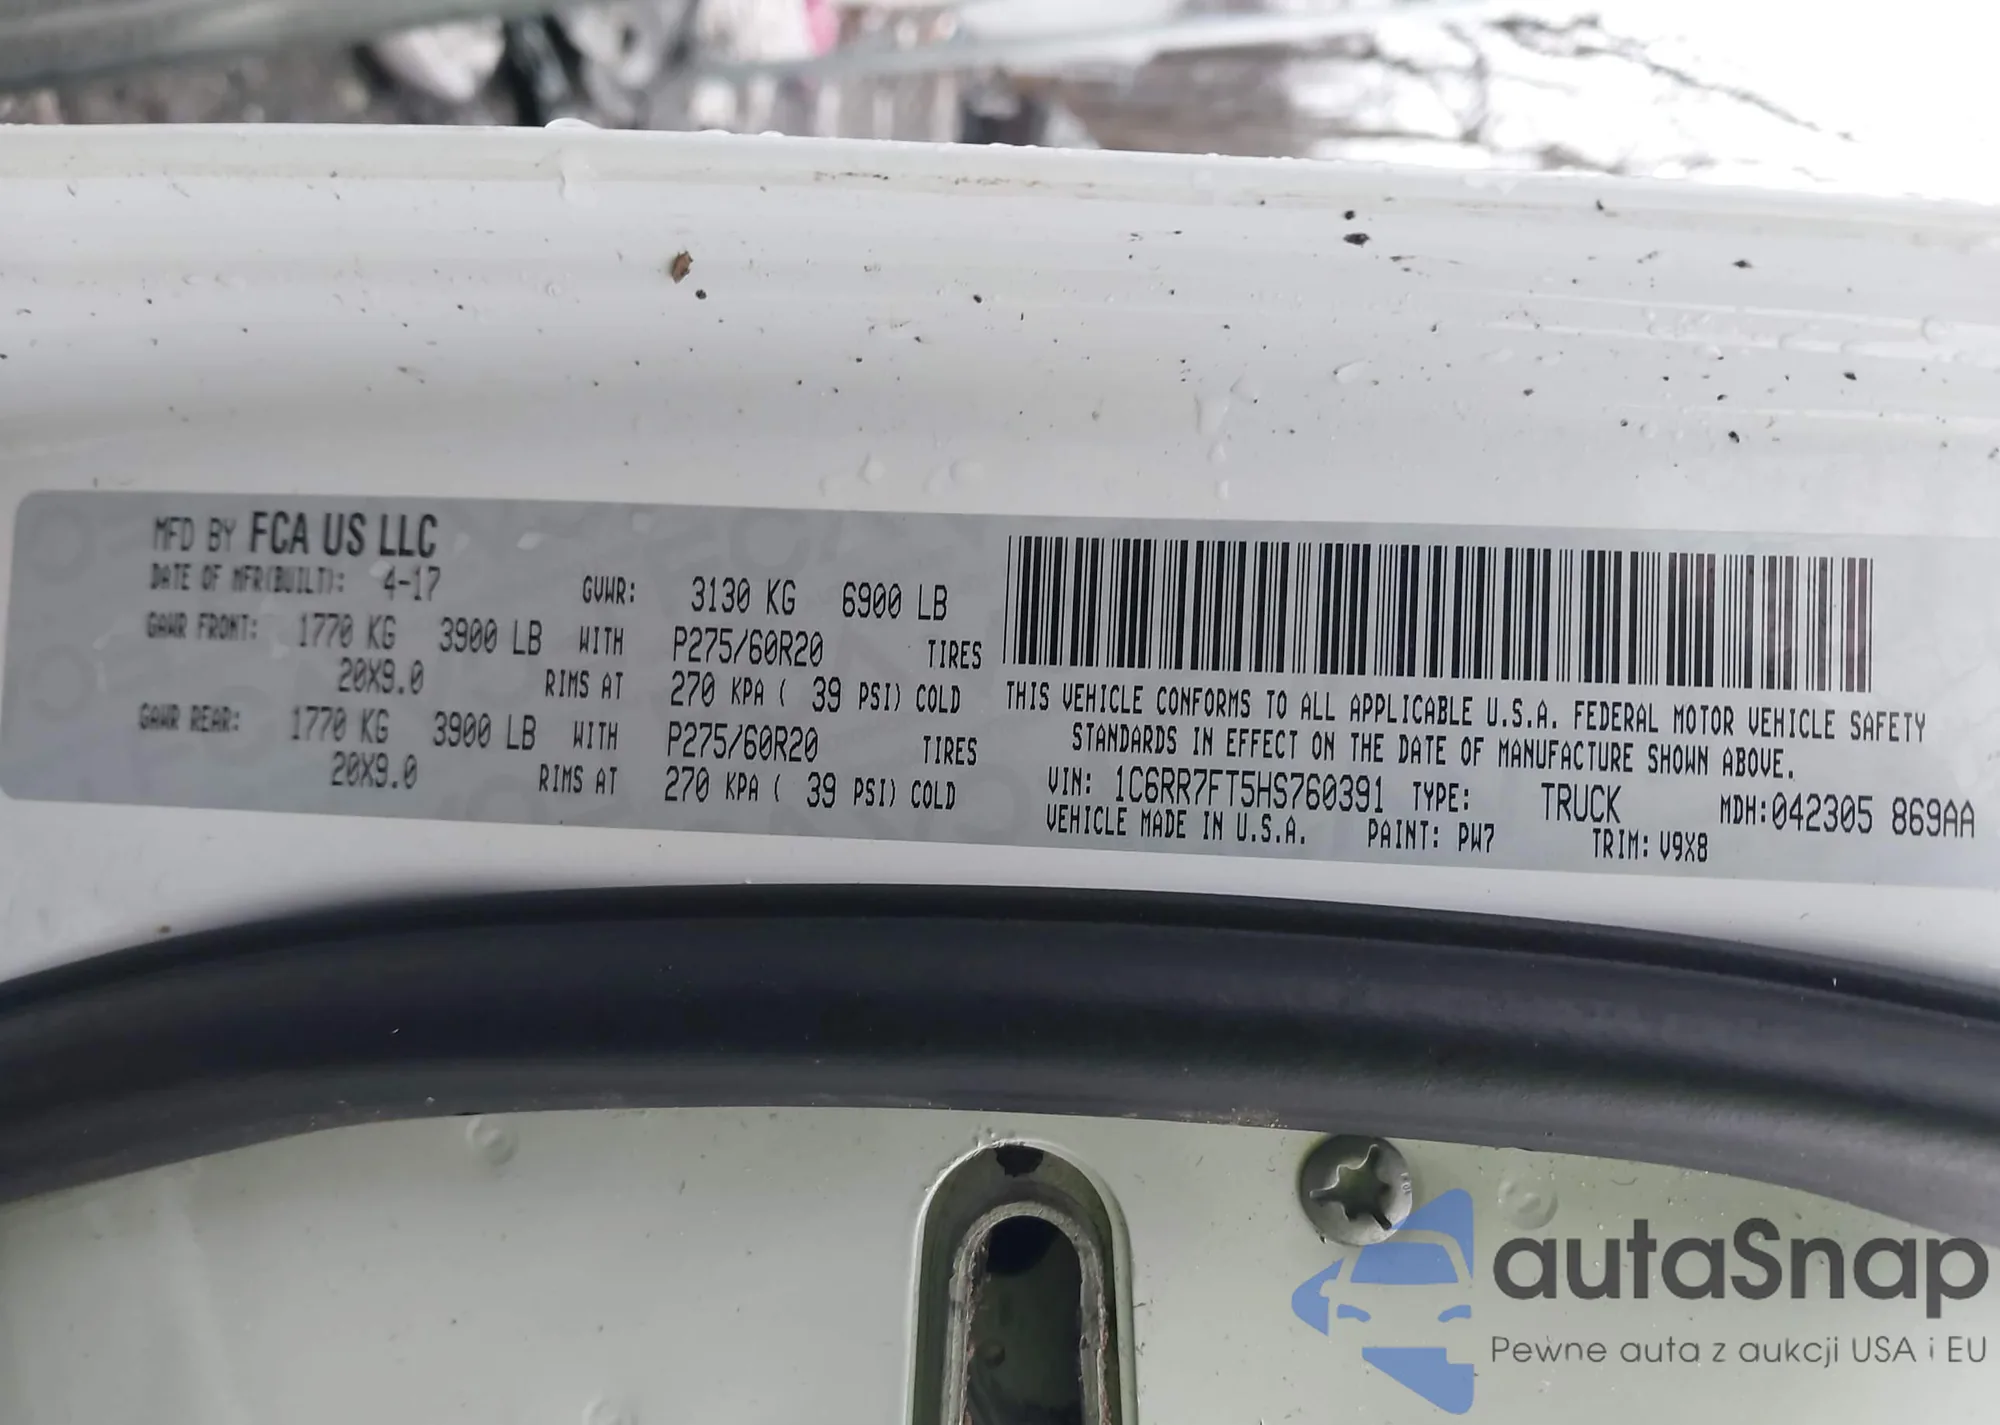 MFD BY FCA US LLC
DATE OF MFR(BUILT): 4-17 GVWR: 3130 KG 6900 LB
GAWR FRONT: 1770 KG 3900 LB WITH P275/60R20 TIRES
20X9.0 RIMS AT 270 KPA ( 39 PSI) COLD
GAWR REAR: 1770 KG 3900 LB WITH P275/60R20 TIRES
20X9.0 RIMS AT 270 KPA ( 39 PSI) COLD
THIS VEHICLE CONFORMS TO ALL APPLICABLE U.S.A. FEDERAL MOTOR VEHICLE SAFETY
STANDARDS IN EFFECT ON THE DATE OF MANUFACTURE SHOWN ABOVE.
VIN: 1C6RR7FT5HS760391 TYPE: TRUCK MDH:042305 869AA
VEHICLE MADE IN U.S.A. PAINT: PW7 TRIM: V9X8
autaSnap
Pewne auta z aukcji USA i EU